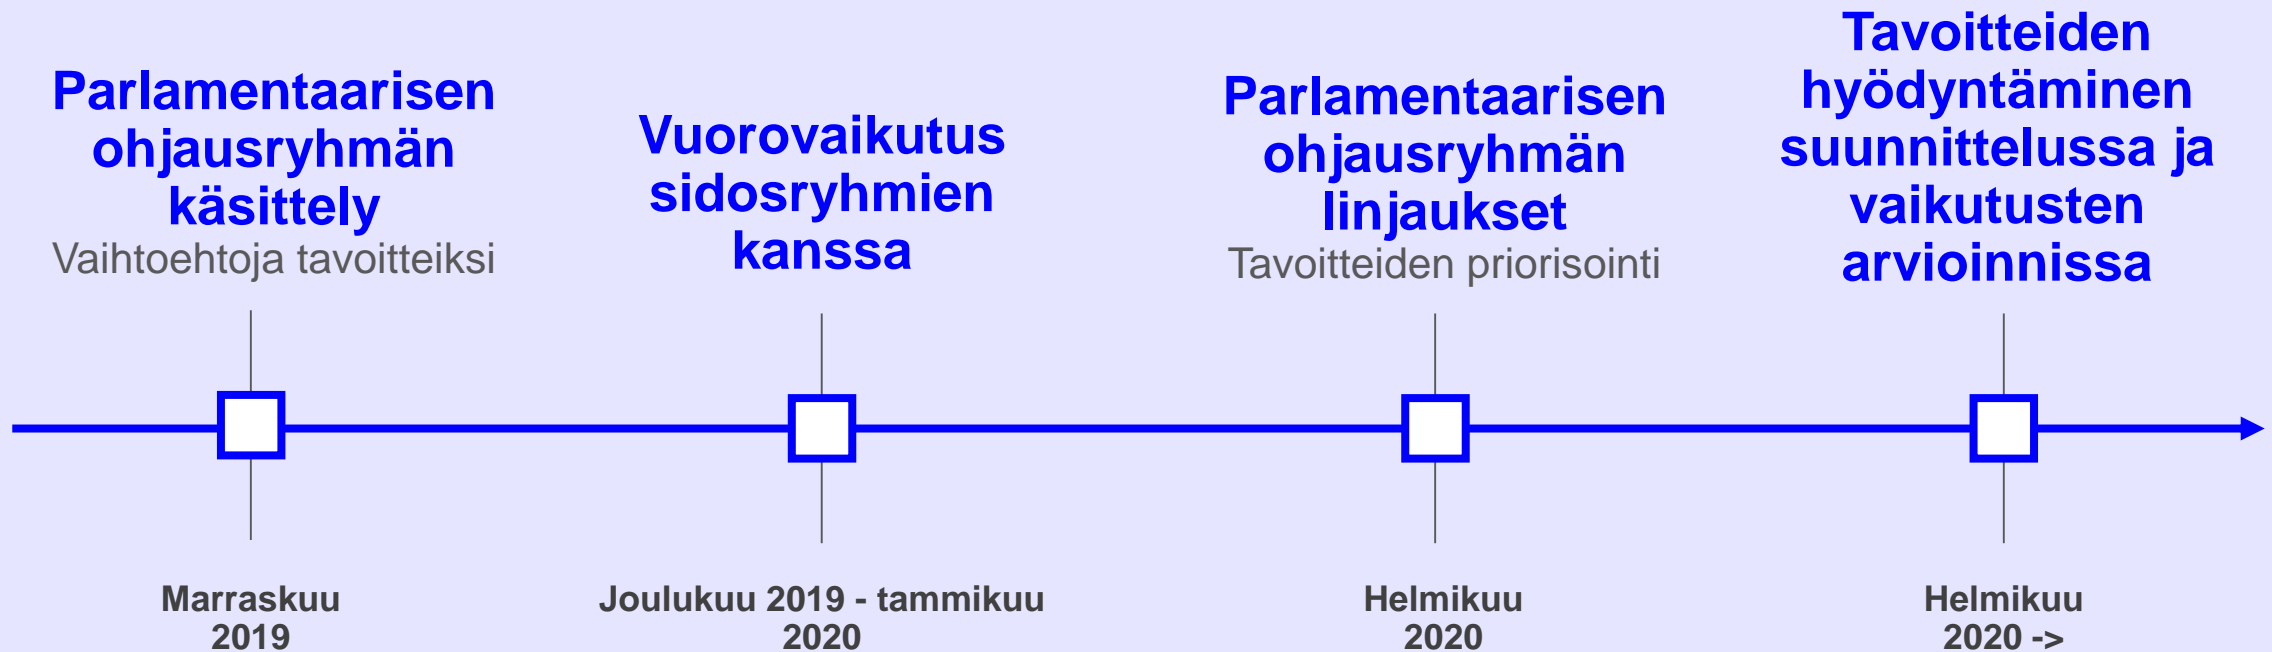 Parlamentaarisen
ohjausryhmän
käsittely
Vaihtoehtoja tavoitteiksi
Marraskuu
2019
Vuorovaikutus
sidosryhmien
kanssa
Joulukuu 2019 - tammikuu
2020
Parlamentaarisen
ohjausryhmän
linjaukset
Tavoitteiden priorisointi
Helmikuu
2020
Tavoitteiden
hyödyntäminen
suunnittelussa ja
vaikutusten
arvioinnissa
Helmikuu
2020 ->